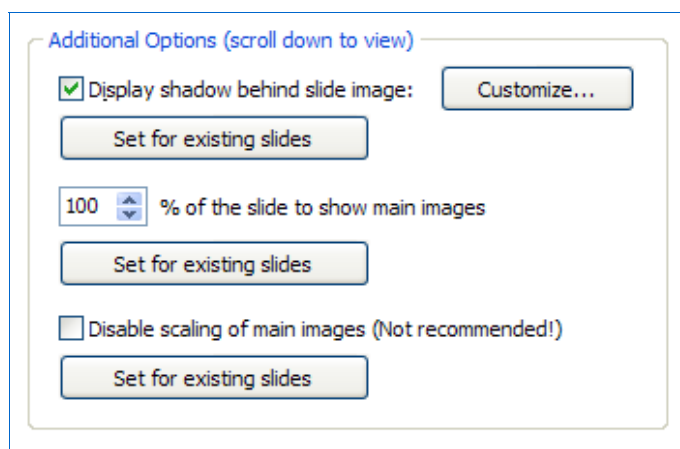 Additional Options (scroll down to view)
Display shadow behind slide image: Customize...
Set for existing slides
100 % of the slide to show main images
Set for existing slides
Disable scaling of main images (Not recommended!)
Set for existing slides